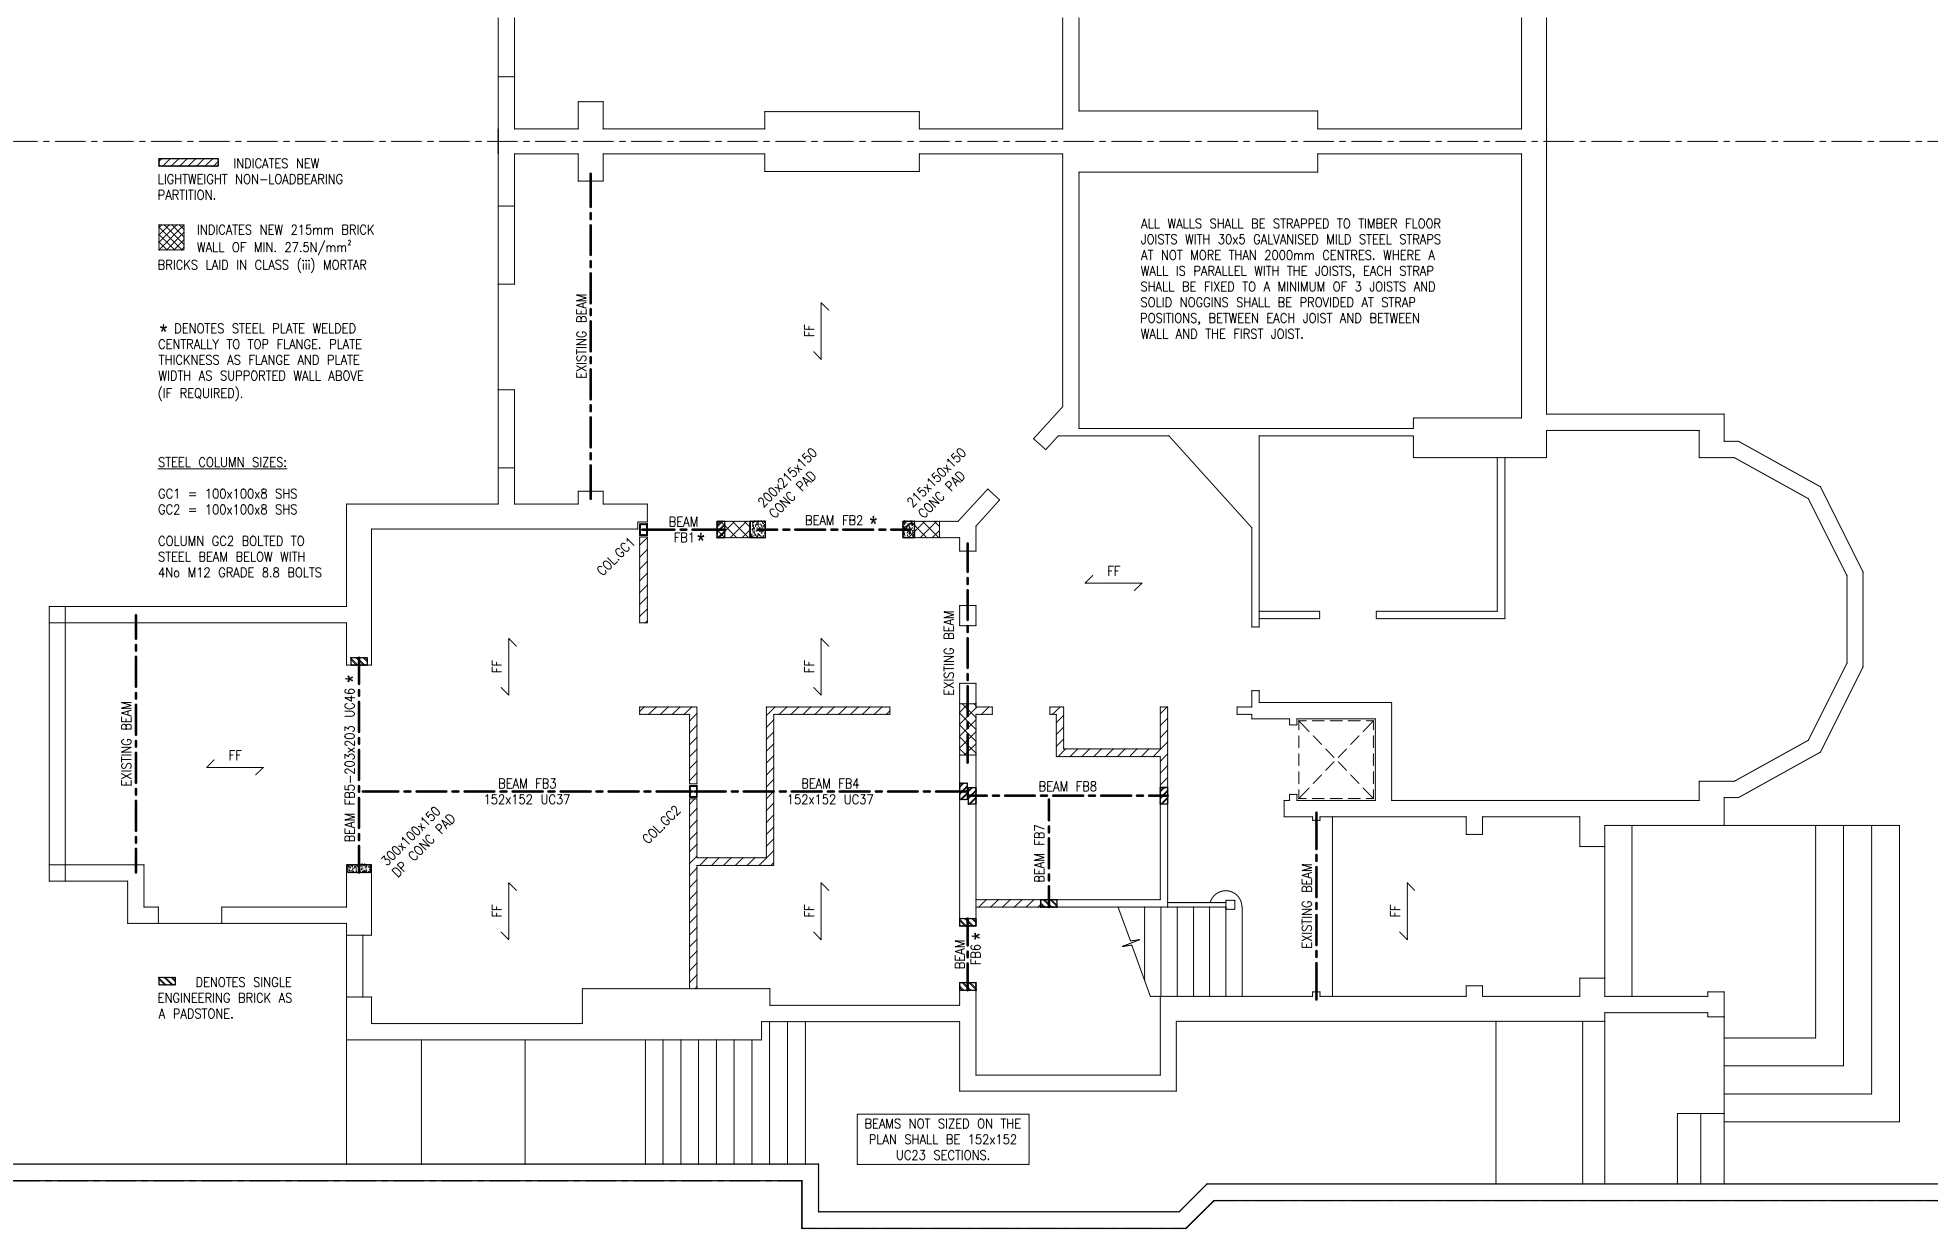 INDICATES NEW
LIGHTWEIGHT NON-LOADBEARING
PARTITION.
INDICATES NEW 215mm BRICK
WALL OF MIN. 27.5N/mm²
BRICKS LAID IN CLASS (iii) MORTAR
* DENOTES STEEL PLATE WELDED
CENTRALLY TO TOP FLANGE. PLATE
THICKNESS AS FLANGE AND PLATE
WIDTH AS SUPPORTED WALL ABOVE
(IF REQUIRED).
STEEL COLUMN SIZES:
GC1 = 100x100x8 SHS
GC2 = 100x100x8 SHS
COLUMN GC2 BOLTED TO
STEEL BEAM BELOW WITH
4No M12 GRADE 8.8 BOLTS
ALL WALLS SHALL BE STRAPPED TO TIMBER FLOOR
JOISTS WITH 30x5 GALVANISED MILD STEEL STRAPS
AT NOT MORE THAN 2000mm CENTRES. WHERE A
WALL IS PARALLEL WITH THE JOISTS, EACH STRAP
SHALL BE FIXED TO A MINIMUM OF 3 JOISTS AND
SOLID NOGGINS SHALL BE PROVIDED AT STRAP
POSITIONS, BETWEEN EACH JOIST AND BETWEEN
WALL AND THE FIRST JOIST.
EXISTING BEAM
FF
200x215x150
CONC PAD
215x150x150
CONC PAD
BEAM
FB1*
BEAM FB2 *
COL.GC1
FF
EXISTING BEAM
FF
FF
EXISTING BEAM
FF
BEAM FB5-203x203 UC46 *
BEAM FB3
152x152 UC37
BEAM FB4
152x152 UC37
BEAM FB8
300x100x150
DP CONC PAD
COL.GC2
BEAM FB7
EXISTING BEAM
FF
FF
FF
BEAM
FB6 *
DENOTES SINGLE
ENGINEERING BRICK AS
A PADSTONE.
BEAMS NOT SIZED ON THE
PLAN SHALL BE 152x152
UC23 SECTIONS.